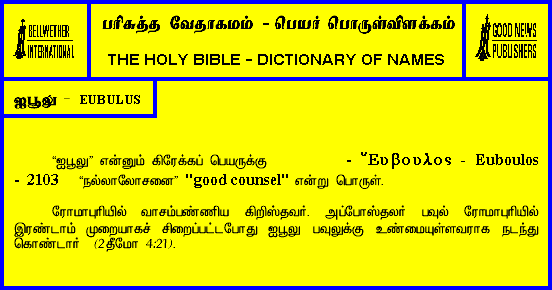 BELLWETHER
INTERNATIONAL
பரிசுத்த வேதாகமம் - பெயர் பொருள்விளக்கம்
THE HOLY BIBLE - DICTIONARY OF NAMES
GOOD NEWS
PUBLISHERS
ஐபூலு - EUBULUS
“ஐபூலு” என்னும் கிரேக்கப் பெயருக்கு - Ἔυβουλος - Euboulos
- 2103 “நல்லாலோசனை” "good counsel" என்று பொருள்.
ரோமாபுரியில் வாசம்பண்ணிய கிறிஸ்தவர். அப்போஸ்தலர் பவுல் ரோமாபுரியில்
இரண்டாம் முறையாகச் சிறைப்பட்டபோது ஐபூலு பவுலுக்கு உண்மையுள்ளவராக நடந்து
கொண்டார் (2தீமோ 4:21).